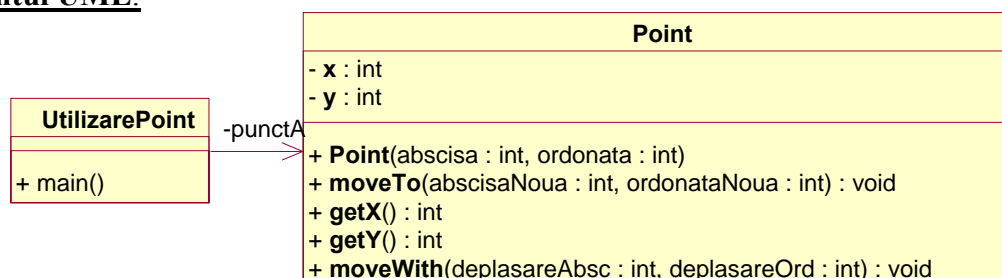 UML:
Point
- x : int
- y : int
UtilizarePoint
-punctA
+ main()
+ Point(abscisa : int, ordonata : int)
+ moveTo(abscisaNoua : int, ordonataNoua : int) : void
+ getX() : int
+ getY() : int
+ moveWith(deplasareAbsc : int, deplasareOrd : int) : void